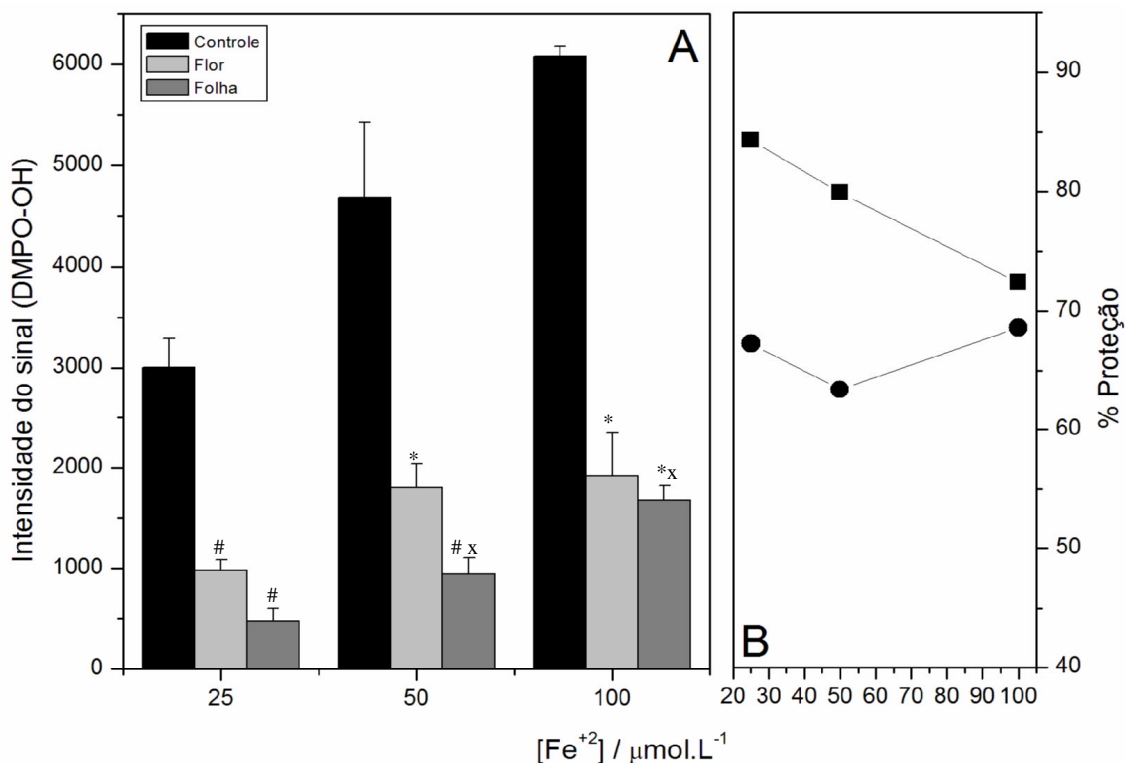 Controle
Flor
Folha
A
Intensidade do sinal (DMPO-OH)
6000
5000
4000
3000
2000
1000
0
#
#
*
# x
*
*x
25
50
100
B
% Proteção
90
80
70
60
50
40
20 30 40 50 60 70 80 90 100
[Fe⁺²] / μmol.L⁻¹